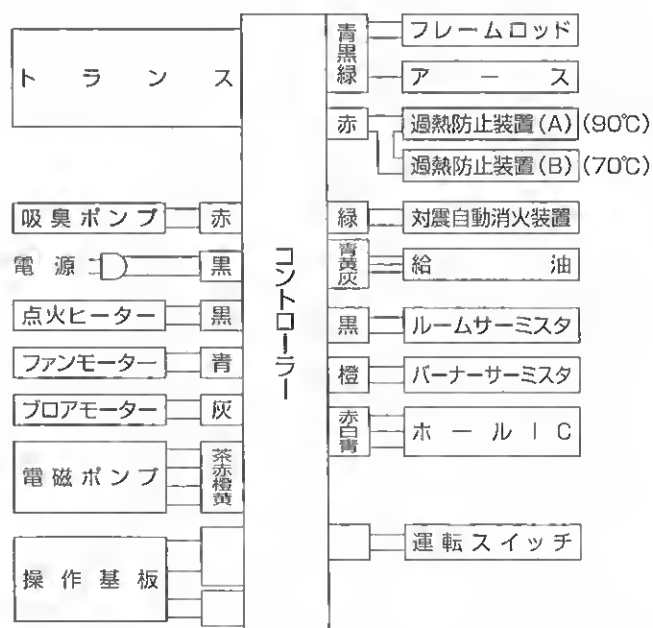 トランス
吸臭ポンプ 赤
電源 黒
点火ヒーター 黒
ファンモーター 青
ブロアモーター 灰
電磁ポンプ 茶赤橙黄
操作基板
コントローラー
青黒緑 フレームロッド
アース
赤 過熱防止装置(A) (90℃)
過熱防止装置(B) (70℃)
緑 対震自動消火装置
青黄灰 給油
黒 ルームサーミスタ
橙 バーナーサーミスタ
赤白青 ホールIC
運転スイッチ